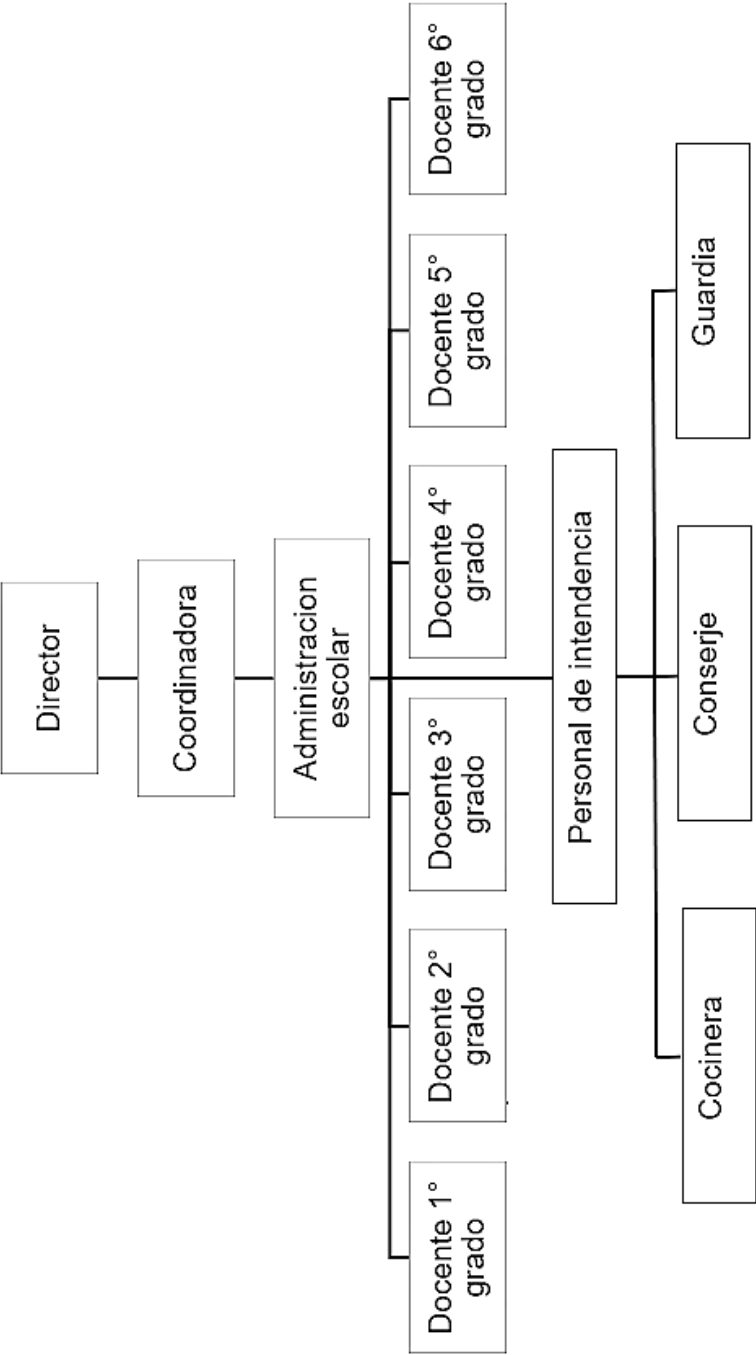 Director
Coordinadora
Administracion
escolar
Docente 1°
grado
Docente 2°
grado
Docente 3°
grado
Docente 4°
grado
Docente 5°
grado
Docente 6°
grado
Personal de intendencia
Cocinera
Conserje
Guardia